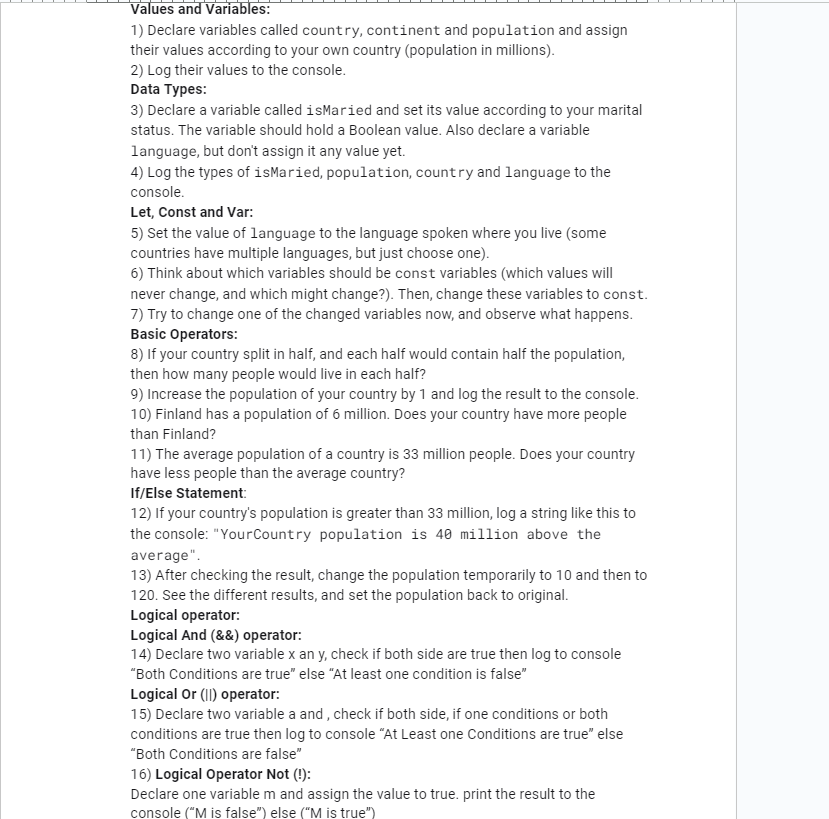 Values and Variables:
1) Declare variables called country, continent and population and assign
their values according to your own country (population in millions).
2) Log their values to the console.
Data Types:
3) Declare a variable called isMaried and set its value according to your marital
status. The variable should hold a Boolean value. Also declare a variable
language, but don't assign it any value yet.
4) Log the types of isMaried, population, country and language to the
console.
Let, Const and Var:
5) Set the value of language to the language spoken where you live (some
countries have multiple languages, but just choose one).
6) Think about which variables should be const variables (which values will
never change, and which might change?). Then, change these variables to const.
7) Try to change one of the changed variables now, and observe what happens.
Basic Operators:
8) If your country split in half, and each half would contain half the population,
then how many people would live in each half?
9) Increase the population of your country by 1 and log the result to the console.
10) Finland has a population of 6 million. Does your country have more people
than Finland?
11) The average population of a country is 33 million people. Does your country
have less people than the average country?
If/Else Statement:
12) If your country's population is greater than 33 million, log a string like this to
the console: "YourCountry population is 40 million above the
average".
13) After checking the result, change the population temporarily to 10 and then to
120. See the different results, and set the population back to original.
Logical operator:
Logical And (&&) operator:
14) Declare two variable x an y, check if both side are true then log to console
“Both Conditions are true” else “At least one condition is false”
Logical Or (||) operator:
15) Declare two variable a and , check if both side, if one conditions or both
conditions are true then log to console “At Least one Conditions are true” else
“Both Conditions are false”
16) Logical Operator Not (!):
Declare one variable m and assign the value to true. print the result to the
console (“M is false”) else (“M is true”)